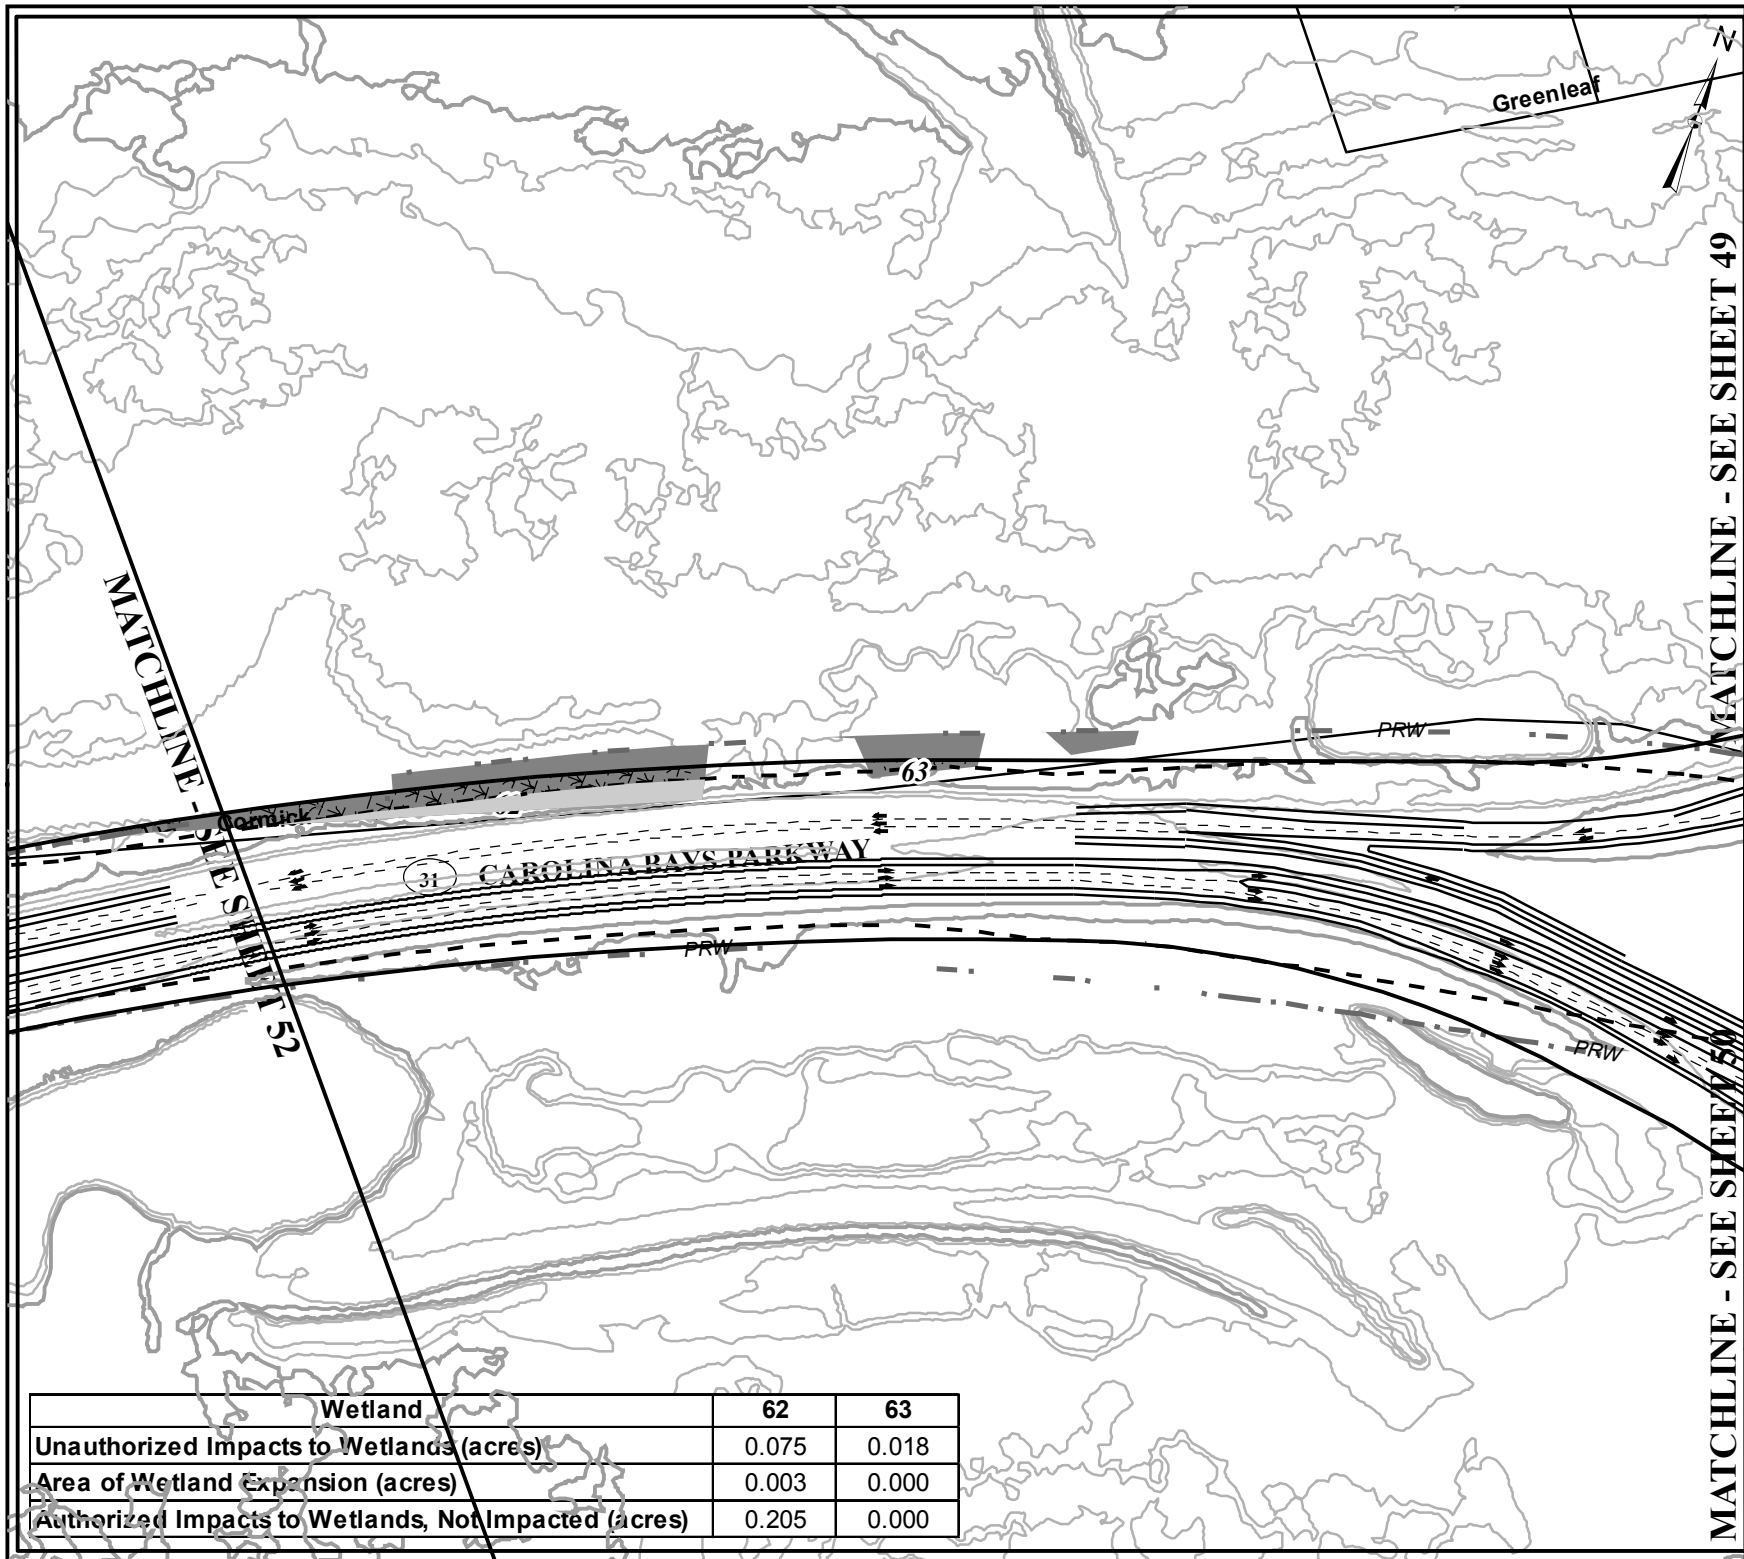 N
Greenleaf
MATCHLINE - SEE SHEET 49
MATCHLINE - SEE SHEET 52
PRW
63
62
Cormick
31 CAROLINA BAYS PARKWAY
PRW
PRW
MATCHLINE - SEE SHEET 50
Wetland 62 63
Unauthorized Impacts to Wetlands (acres) 0.075 0.018
Area of Wetland Expansion (acres) 0.003 0.000
Authorized Impacts to Wetlands, Not Impacted (acres) 0.205 0.000